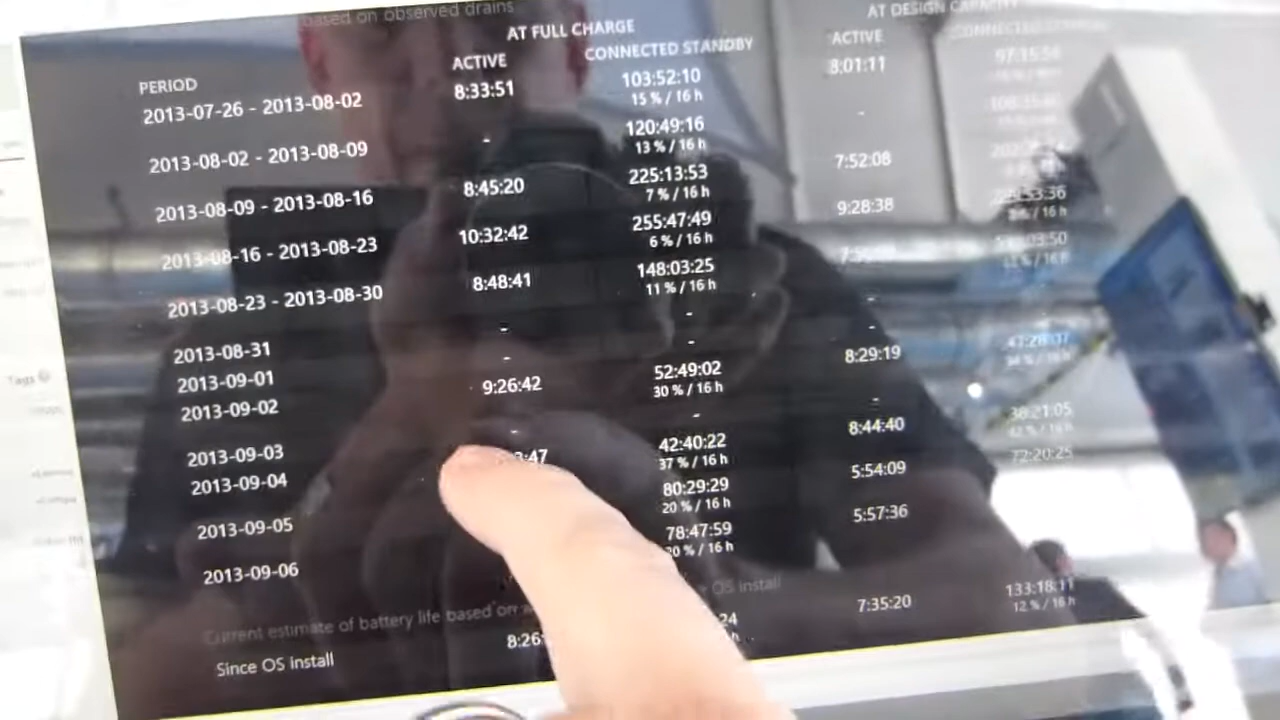 based on observed drains
AT FULL CHARGE AT DESIGN CAPACITY
PERIOD ACTIVE CONNECTED STANDBY ACTIVE CONNECTED STANDBY
2013-07-26 - 2013-08-02 8:33:51 103:52:10 8:01:11
15 % / 16 h
2013-08-02 - 2013-08-09 - 120:49:16 -
13 % / 16 h
2013-08-09 - 2013-08-16 8:45:20 225:13:53 7:52:08
7 % / 16 h
2013-08-16 - 2013-08-23 10:32:42 255:47:49 9:28:38
6 % / 16 h
2013-08-23 - 2013-08-30 8:48:41 148:03:25
11 % / 16 h
2013-08-31 - - -
2013-09-01 - - -
2013-09-02 9:26:42 52:49:02 8:29:19
30 % / 16 h
2013-09-03 - - -
2013-09-04 42:40:22 8:44:40 38:21:05
37 % / 16 h 42 % / 16 h
2013-09-05 80:29:29 5:54:09 72:20:25
20 % / 16 h
2013-09-06 78:47:59 5:57:36
% / 16 h
Current estimate of battery life based on OS install
Since OS install 8:26 24 7:35:20 133:18:11
12 % / 16 h
Tags